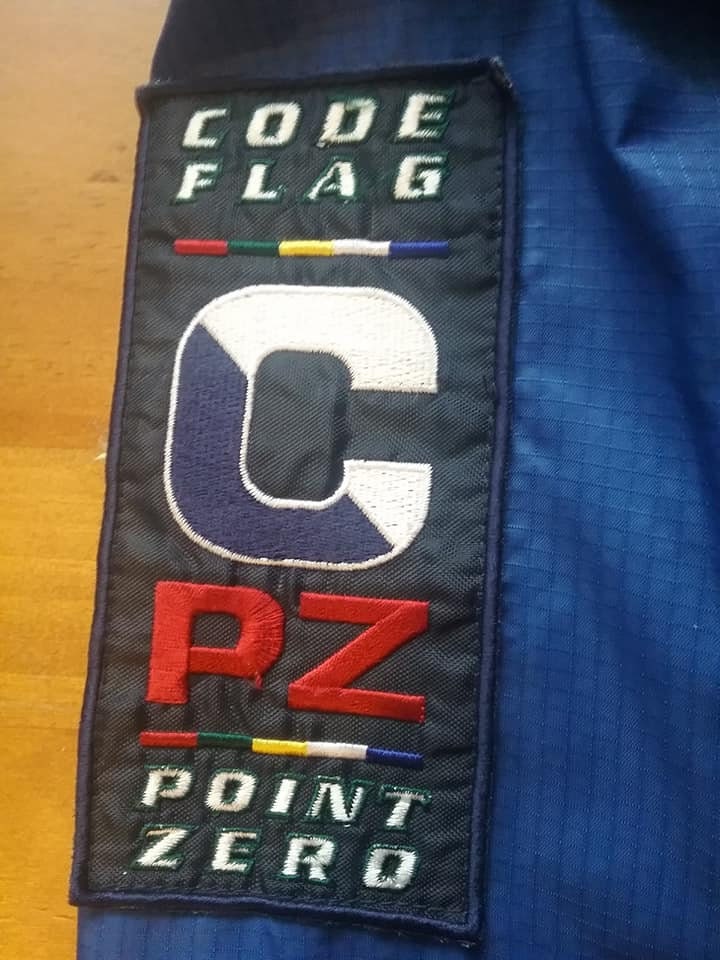 CODE
FLAG
C
PZ
POINT
ZERO